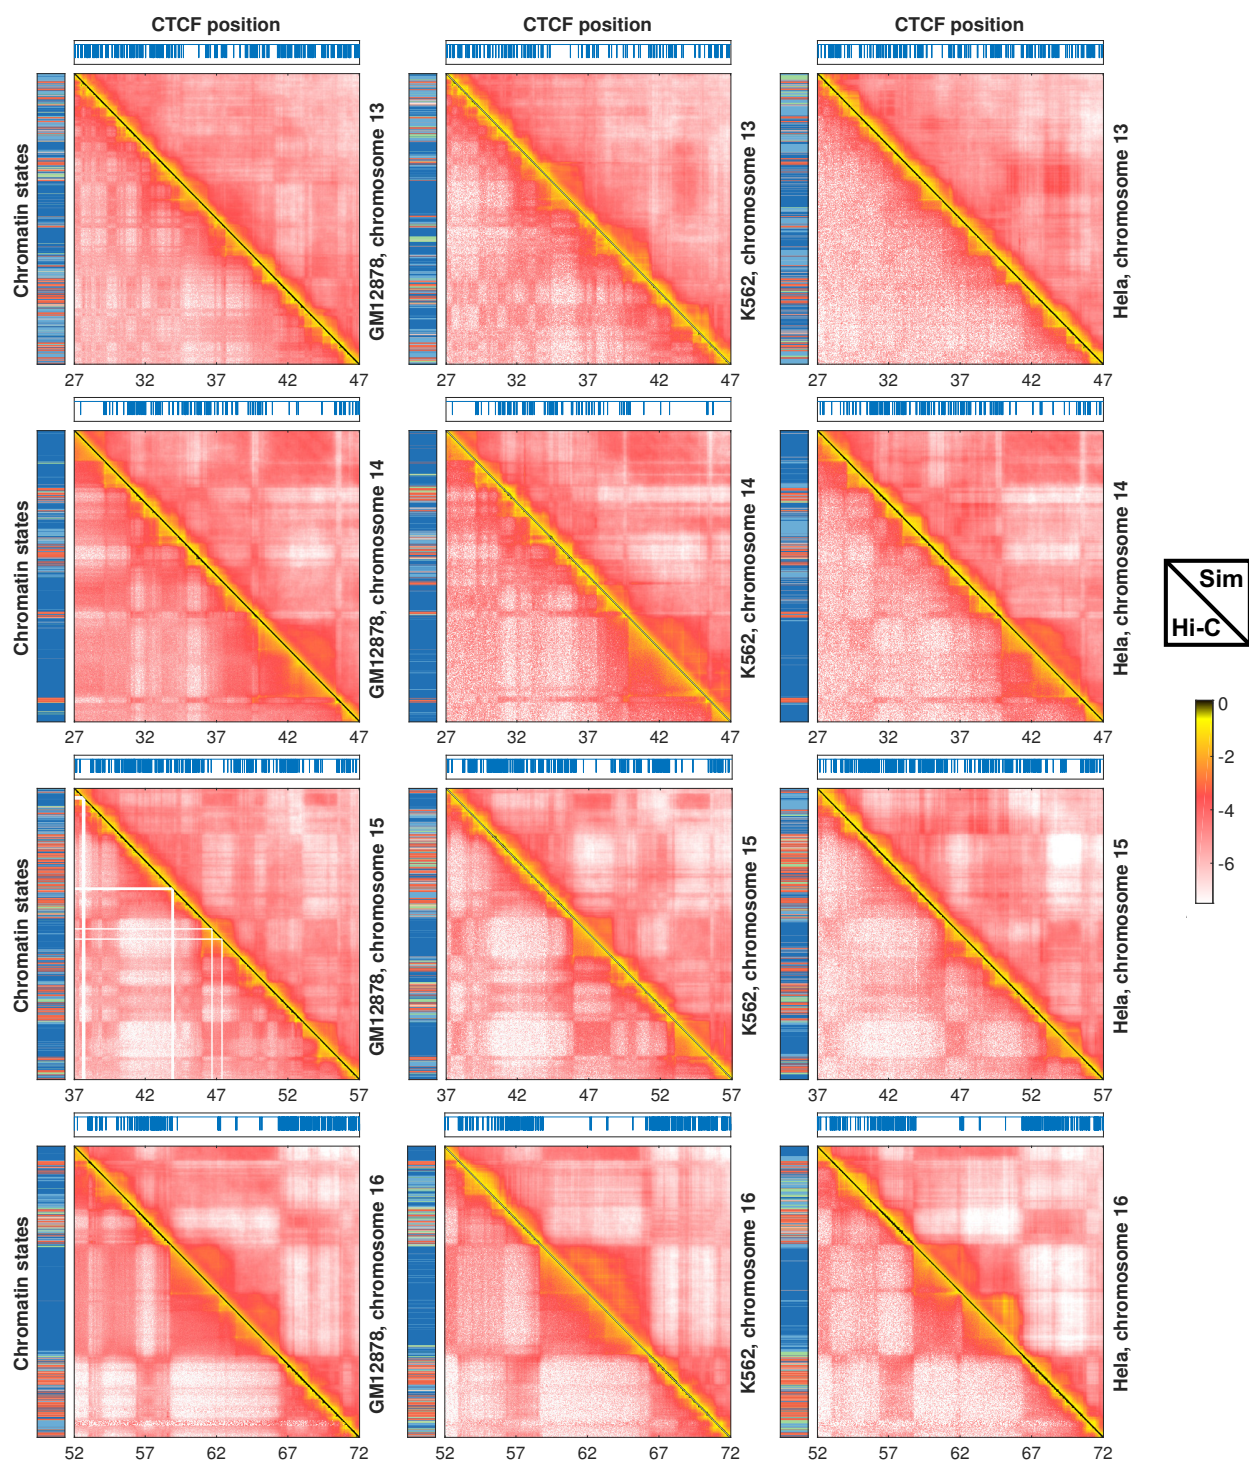 CTCF position CTCF position CTCF position
Chromatin states
GM12878, chromosome 13
K562, chromosome 13
Hela, chromosome 13
27 32 37 42 47 27 32 37 42 47 27 32 37 42 47
Chromatin states
GM12878, chromosome 14
K562, chromosome 14
Hela, chromosome 14
27 32 37 42 47 27 32 37 42 47 27 32 37 42 47
Sim
Hi-C
0
-2
-4
-6
Chromatin states
GM12878, chromosome 15
K562, chromosome 15
Hela, chromosome 15
37 42 47 52 57 37 42 47 52 57 37 42 47 52 57
Chromatin states
GM12878, chromosome 16
K562, chromosome 16
Hela, chromosome 16
52 57 62 67 72 52 57 62 67 72 52 57 62 67 72